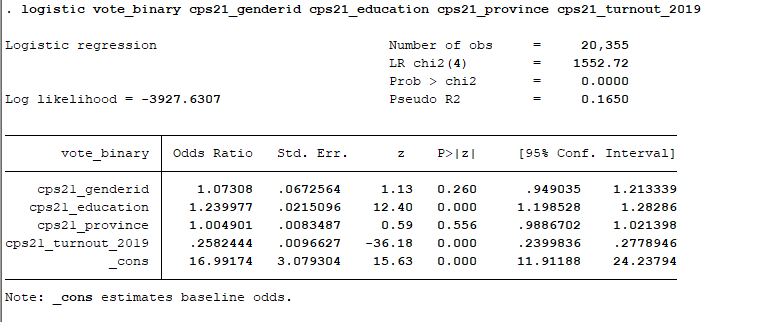 . logistic vote_binary cps21_genderid cps21_education cps21_province cps21_turnout_2019
Logistic regression Number of obs = 20,355
LR chi2(4) = 1552.72
Prob > chi2 = 0.0000
Log likelihood = -3927.6307 Pseudo R2 = 0.1650
vote_binary Odds Ratio Std. Err. z P>|z| [95% Conf. Interval]
cps21_genderid 1.07308 .0672564 1.13 0.260 .949035 1.213339
cps21_education 1.239977 .0215096 12.40 0.000 1.198528 1.28286
cps21_province 1.004901 .0083487 0.59 0.556 .9886702 1.021398
cps21_turnout_2019 .2582444 .0096627 -36.18 0.000 .2399836 .2778946
_cons 16.99174 3.079304 15.63 0.000 11.91188 24.23794
Note: _cons estimates baseline odds.